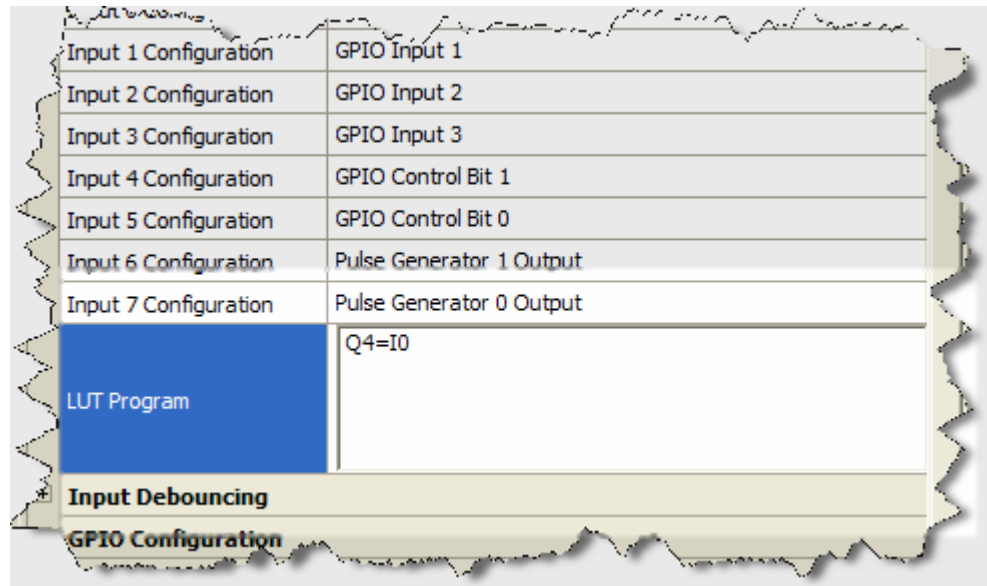 Input 1 Configuration GPIO Input 1
Input 2 Configuration GPIO Input 2
Input 3 Configuration GPIO Input 3
Input 4 Configuration GPIO Control Bit 1
Input 5 Configuration GPIO Control Bit 0
Input 6 Configuration Pulse Generator 1 Output
Input 7 Configuration Pulse Generator 0 Output
LUT Program Q4=I0
Input Debouncing
GPIO Configuration